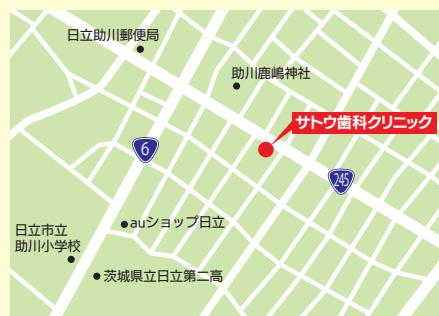 日立助川郵便局
助川鹿嶋神社
サトウ歯科クリニック
6
245
auショップ日立
日立市立
助川小学校
茨城県立日立第二高